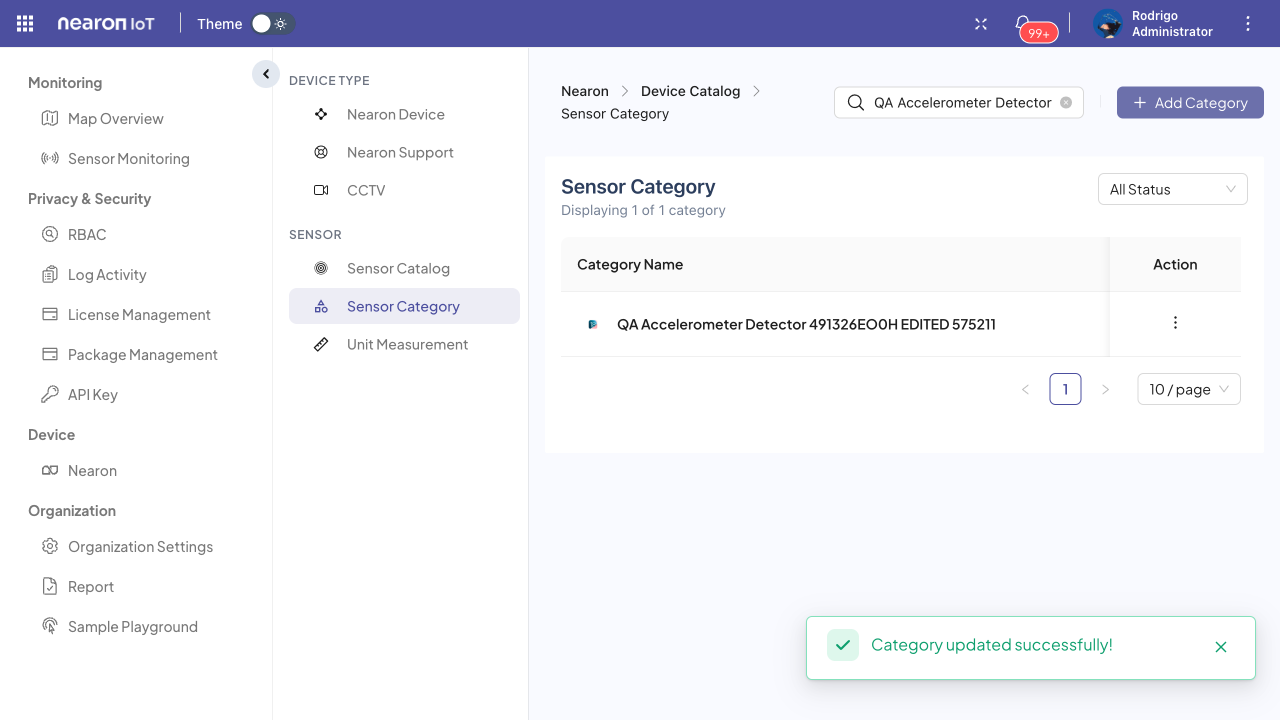 nearon IoT
Theme
99+
Rodrigo
Administrator
Monitoring
Map Overview
Sensor Monitoring
Privacy & Security
RBAC
Log Activity
License Management
Package Management
API Key
Device
Nearon
Organization
Organization Settings
Report
Sample Playground
DEVICE TYPE
Nearon Device
Nearon Support
CCTV
SENSOR
Sensor Catalog
Sensor Category
Unit Measurement
Nearon > Device Catalog >
Sensor Category
QA Accelerometer Detector
+ Add Category
Sensor Category
Displaying 1 of 1 category
All Status
Category Name
Action
QA Accelerometer Detector 491326EO0H EDITED 575211
< 1 >
10 / page
Category updated successfully!